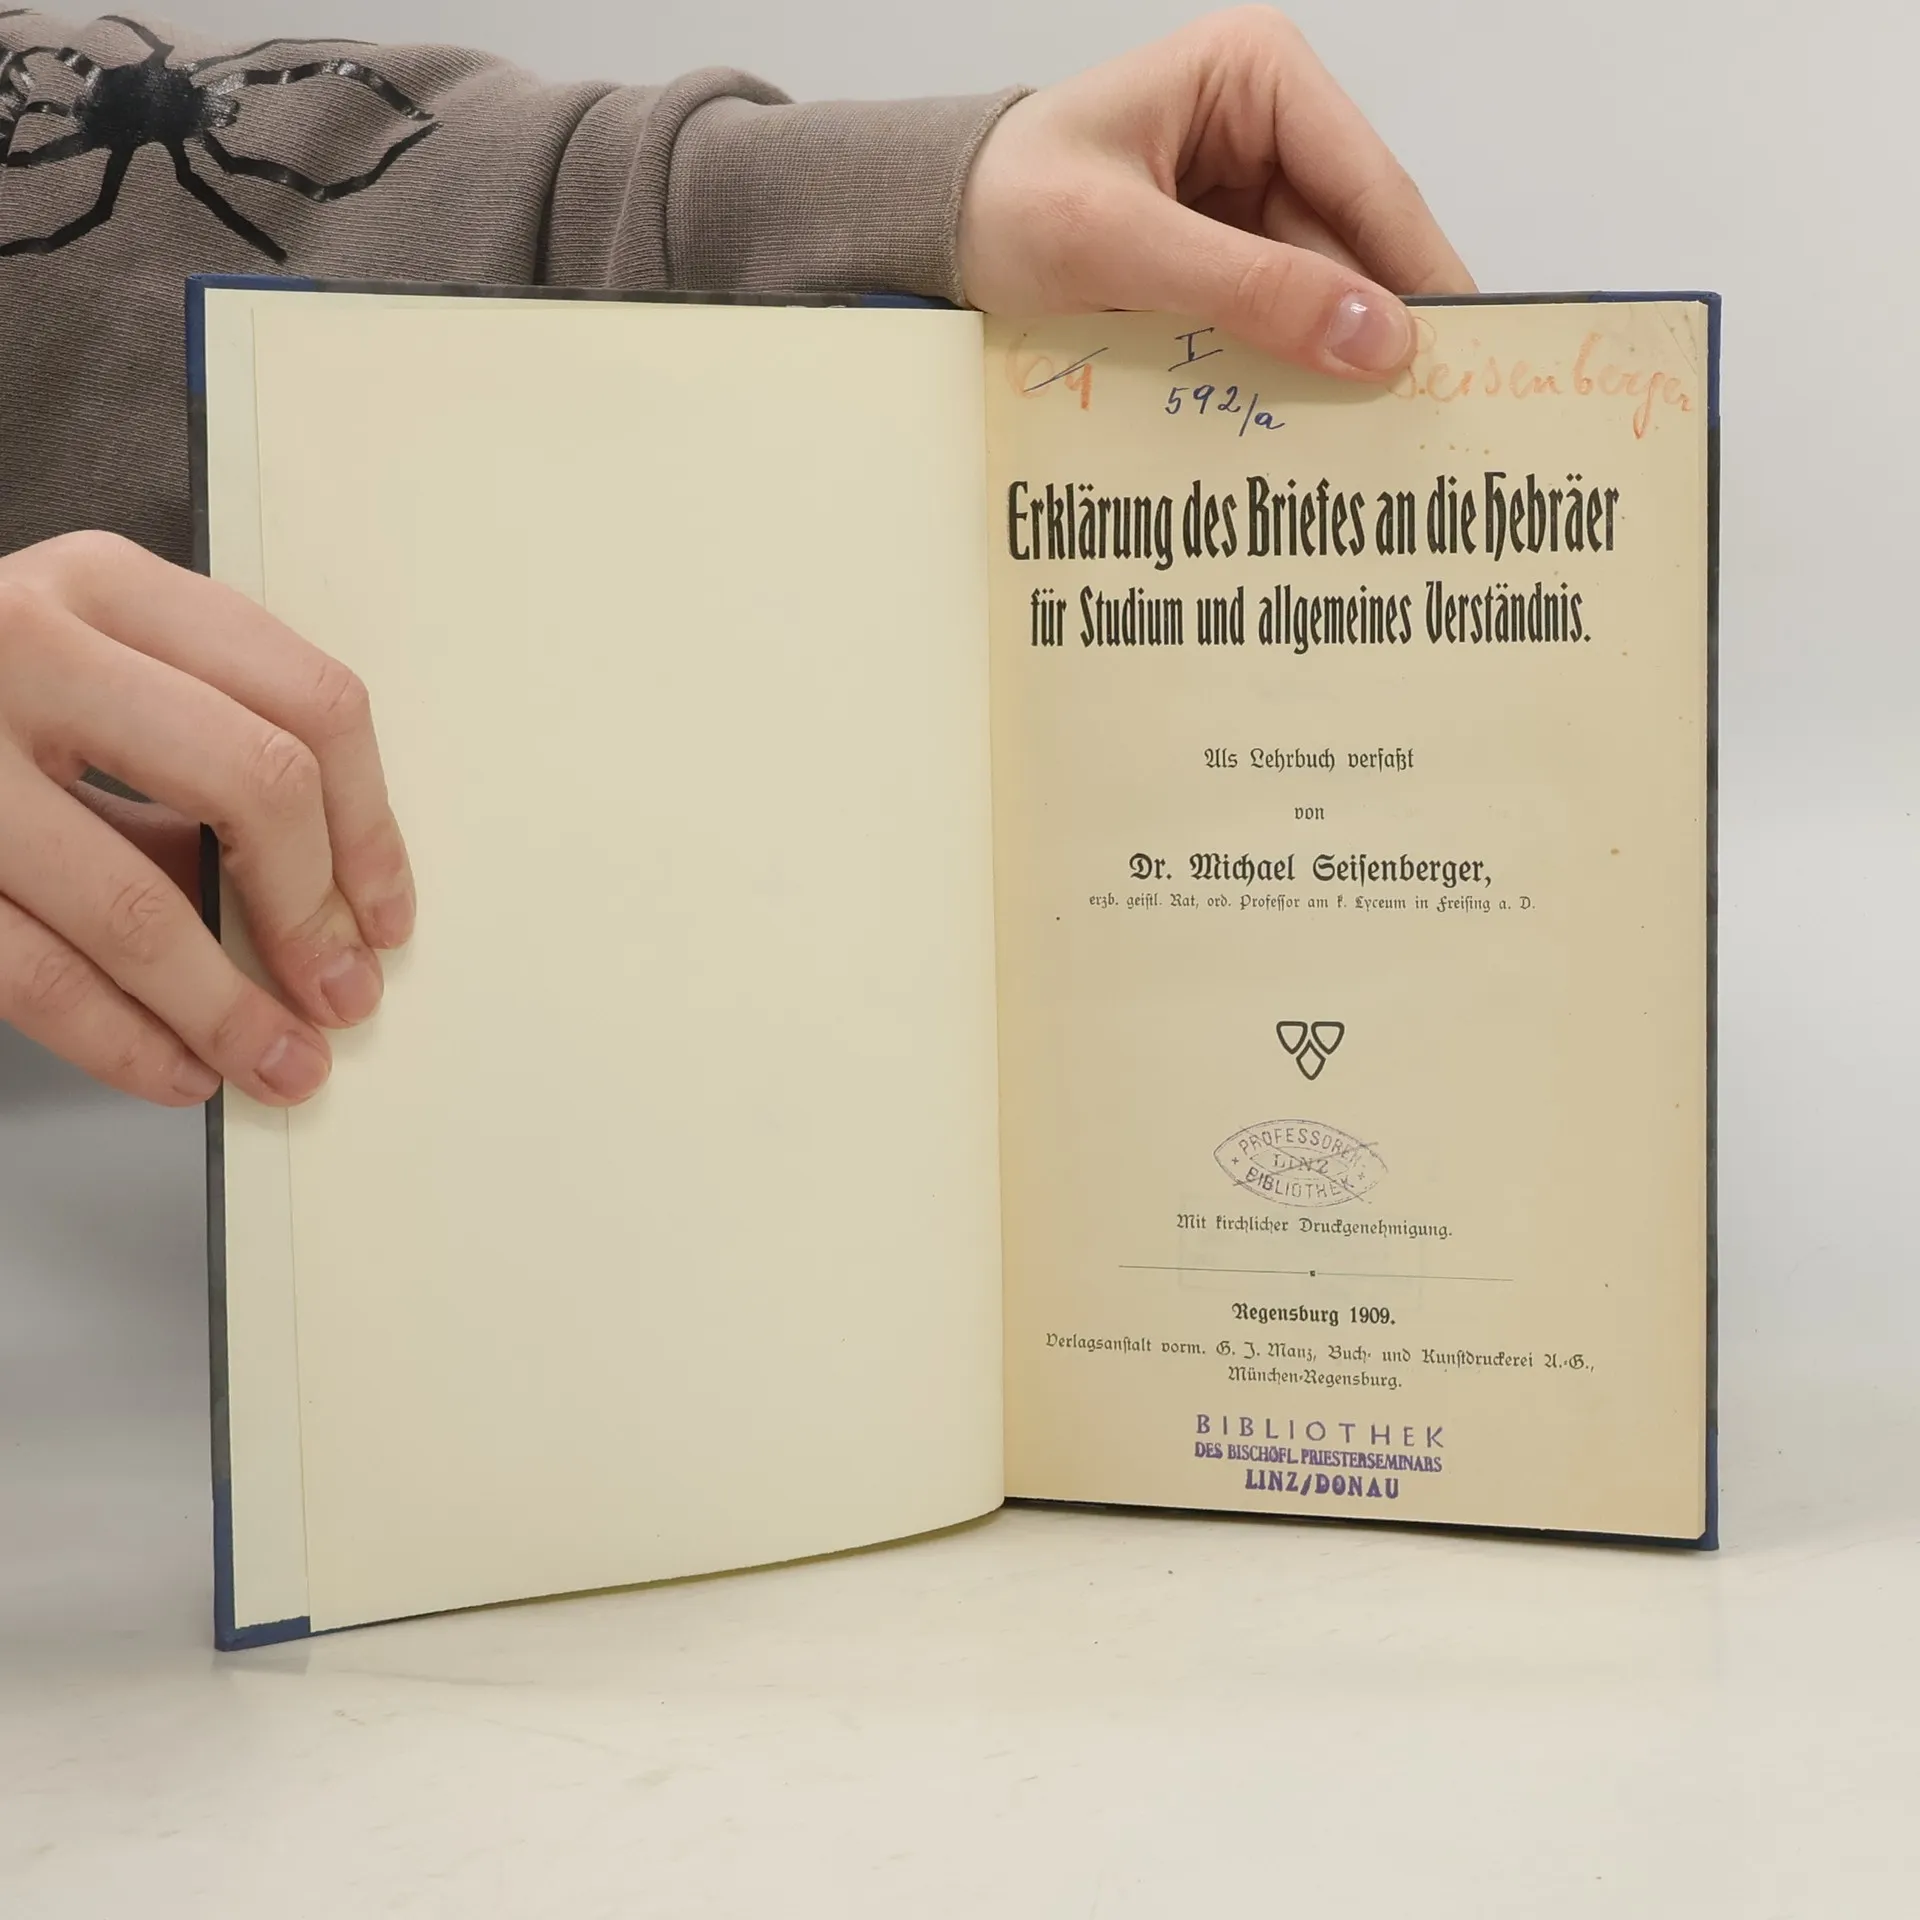 64 I Seisenberger
592/a
Erklärung des Briefes an die Hebräer
für Studium und allgemeines Verständnis.
Als Lehrbuch verfaßt
von
Dr. Michael Seisenberger,
erzb. geistl. Rat, ord. Professor am k. Lyceum in Freising a. D.
PROFESSOREN-
LINZ
BIBLIOTHEK
Mit kirchlicher Druckgenehmigung.
Regensburg 1909.
Verlagsanstalt vorm. G. J. Manz, Buch- und Kunstdruckerei A.-G.,
München-Regensburg.
BIBLIOTHEK
DES BISCHÖFL. PRIESTERSEMINARS
LINZ/DONAU